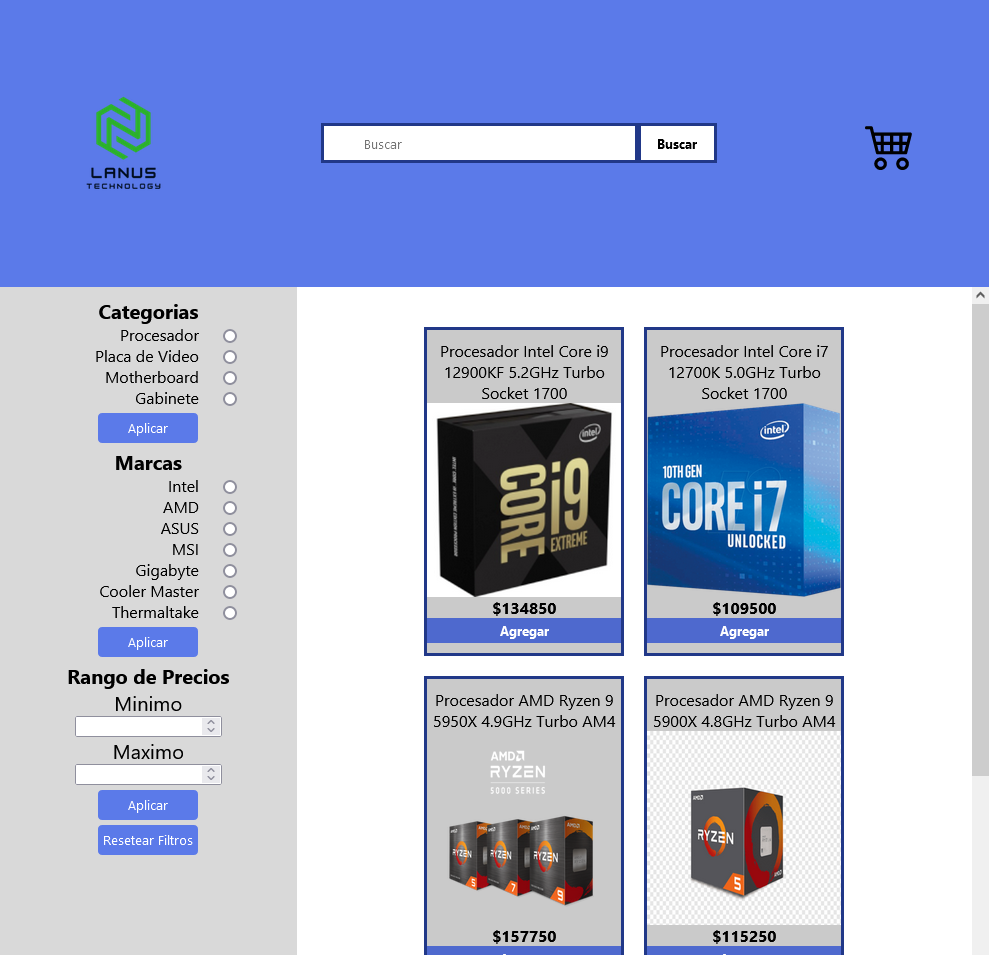 LANUS
TECHNOLOGY
Buscar
Buscar
Categorias
Procesador
Placa de Video
Motherboard
Gabinete
Aplicar
Marcas
Intel
AMD
ASUS
MSI
Gigabyte
Cooler Master
Thermaltake
Aplicar
Rango de Precios
Minimo
Maximo
Aplicar
Resetear Filtros
Procesador Intel Core i9
12900KF 5.2GHz Turbo
Socket 1700
intel
CORE i9
EXTREME
$134850
Agregar
Procesador Intel Core i7
12700K 5.0GHz Turbo
Socket 1700
intel
10TH GEN
CORE i7
UNLOCKED
$109500
Agregar
Procesador AMD Ryzen 9
5950X 4.9GHz Turbo AM4
AMD
RYZEN
5000 SERIES
AMD
RYZEN
5
AMD
RYZEN
7
AMD
RYZEN
9
$157750
Procesador AMD Ryzen 9
5900X 4.8GHz Turbo AM4
AMD
RYZEN
5
$115250